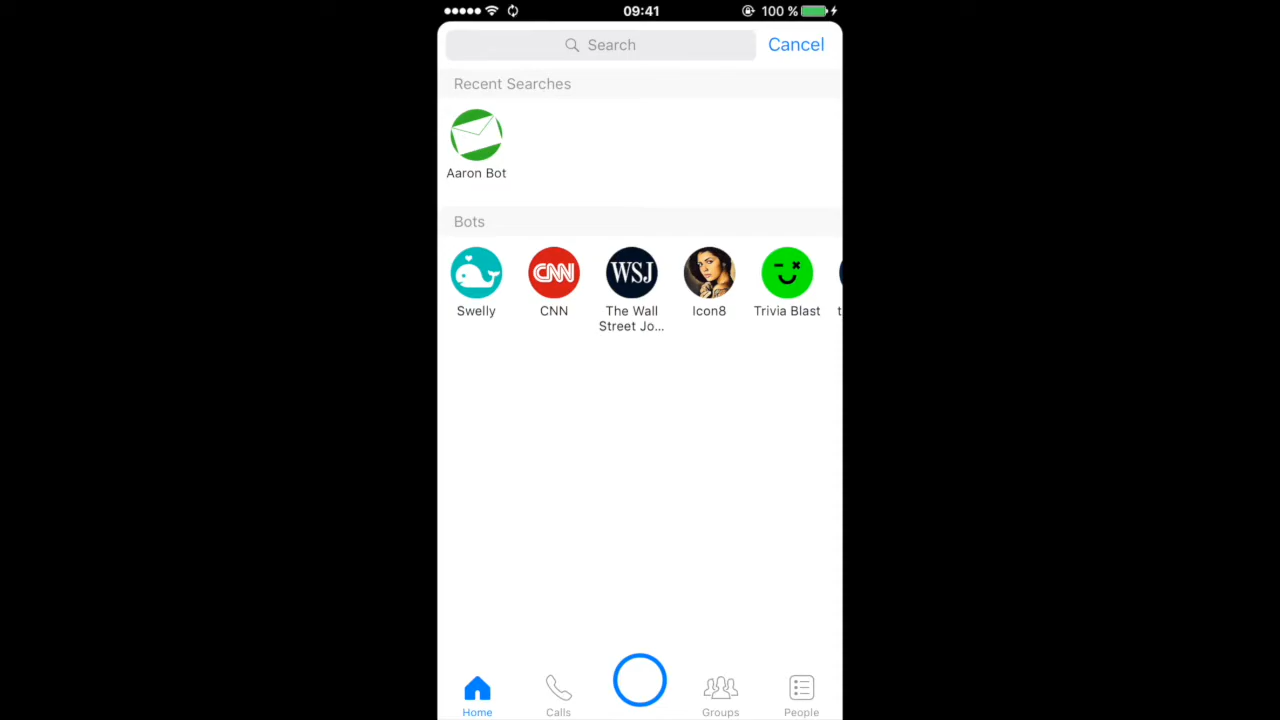 09:41
100 %
Search
Cancel
Recent Searches
Aaron Bot
Bots
CNN
WSJ
Swelly
CNN
The Wall
Street Jo...
Icon8
Trivia Blast
t
Home
Calls
Groups
People